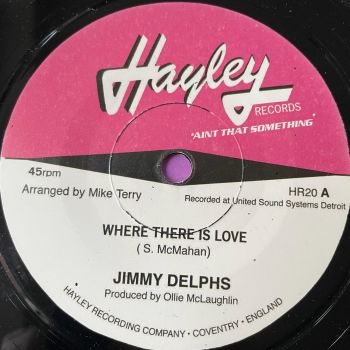 Hayley
RECORDS
'AINT THAT SOMETHING'
45rpm
Arranged by Mike Terry
HR20 A
Recorded at United Sound Systems Detroit
WHERE THERE IS LOVE
( S. McMahan)
JIMMY DELPHS
Produced by Ollie McLaughlin
HAYLEY RECORDING COMPANY • COVENTRY • ENGLAND